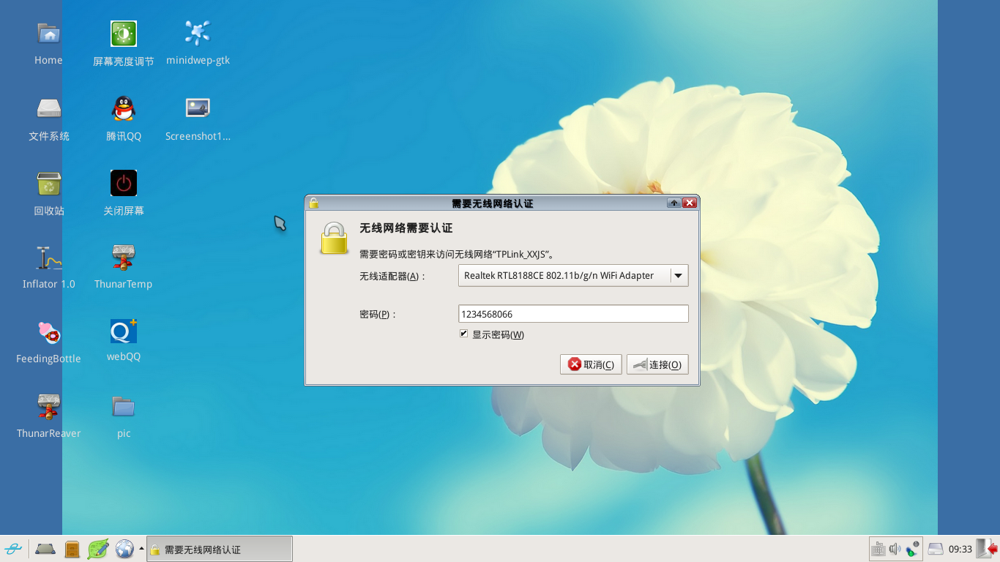 Home
屏幕亮度调节
minidwep-gtk
文件系统
腾讯QQ
Screenshot1...
回收站
关闭屏幕
Inflator 1.0
ThunarTemp
FeedingBottle
webQQ
ThunarReaver
pic
需要无线网络认证
无线网络需要认证
需要密码或密钥来访问无线网络“TPLink_XXJS”。
无线适配器(A)：
Realtek RTL8188CE 802.11b/g/n WiFi Adapter
密码(P)：
1234568066
显示密码(W)
取消(C)
连接(O)
需要无线网络认证
09:33